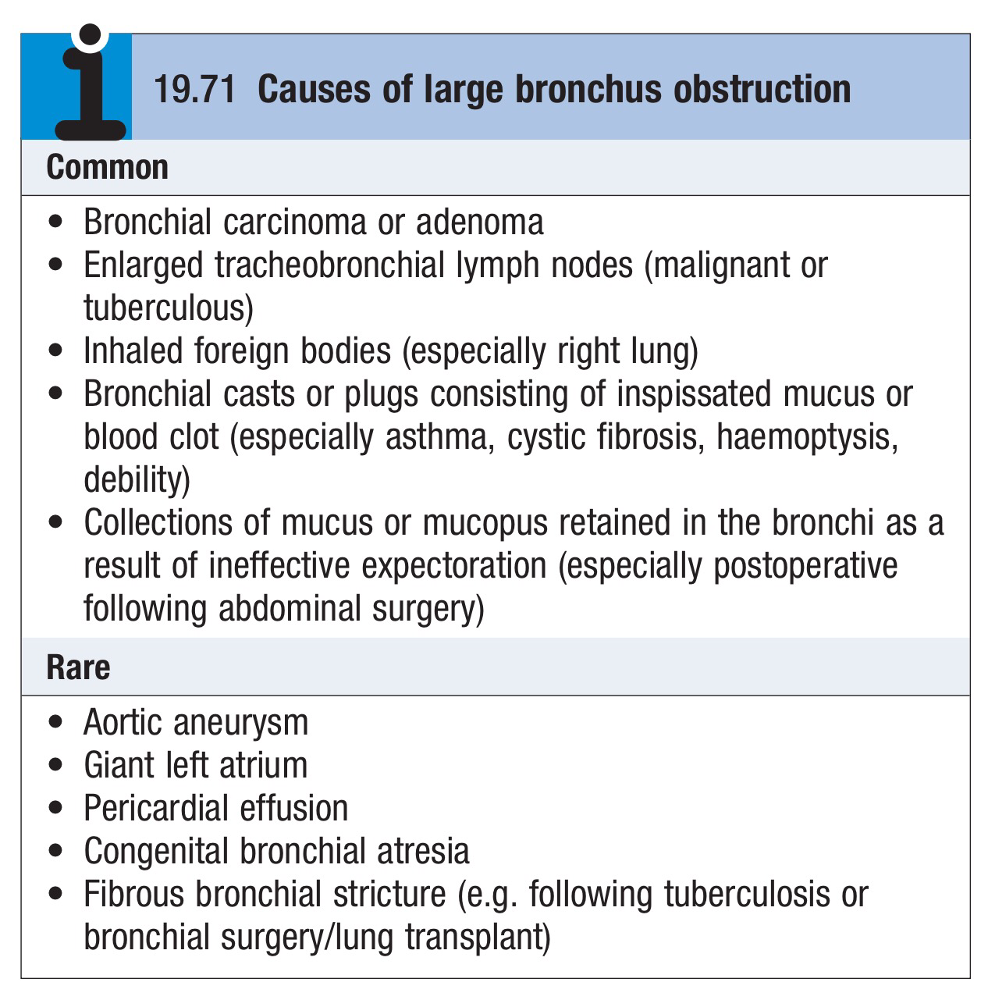 19.71 Causes of large bronchus obstruction
Common
• Bronchial carcinoma or adenoma
• Enlarged tracheobronchial lymph nodes (malignant or
tuberculous)
• Inhaled foreign bodies (especially right lung)
• Bronchial casts or plugs consisting of inspissated mucus or
blood clot (especially asthma, cystic fibrosis, haemoptysis,
debility)
• Collections of mucus or mucopus retained in the bronchi as a
result of ineffective expectoration (especially postoperative
following abdominal surgery)
Rare
• Aortic aneurysm
• Giant left atrium
• Pericardial effusion
• Congenital bronchial atresia
• Fibrous bronchial stricture (e.g. following tuberculosis or
bronchial surgery/lung transplant)